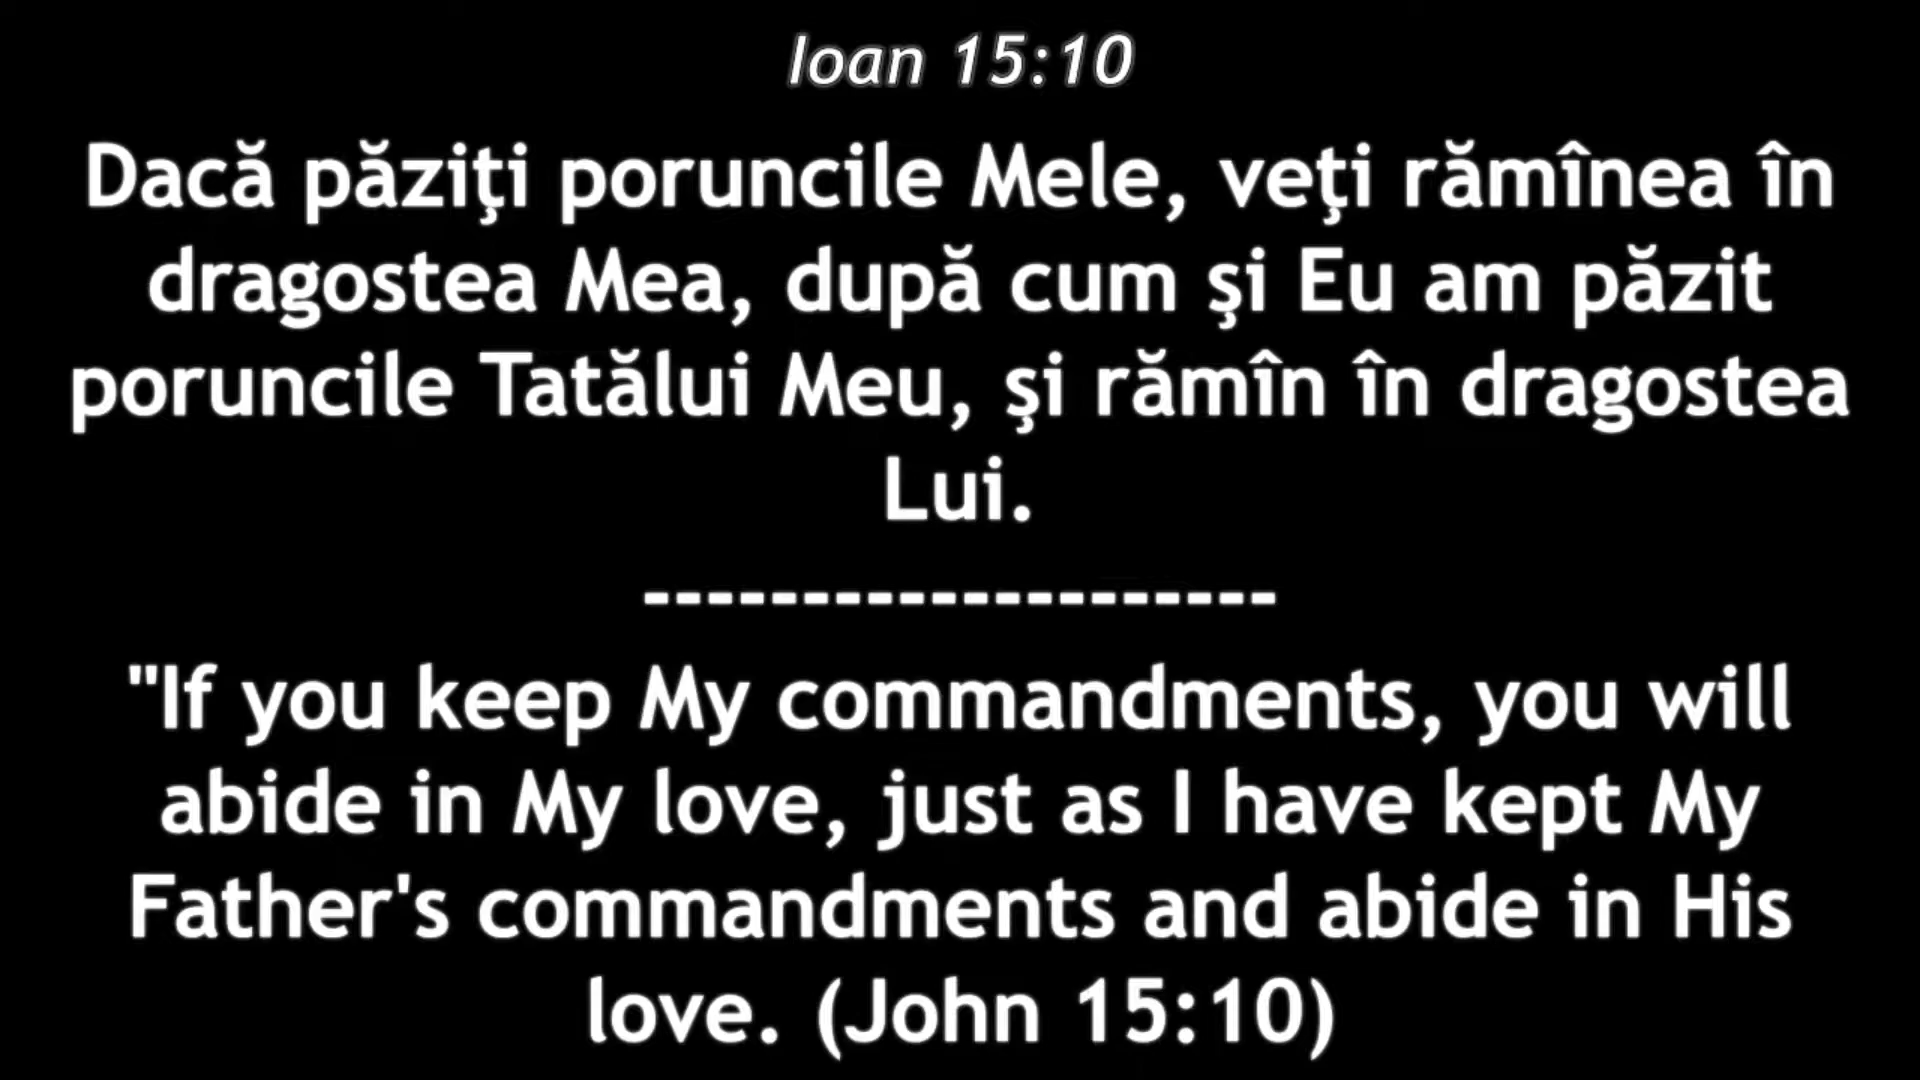 Ioan 15:10
Dacă păziţi poruncile Mele, veţi rămînea în
dragostea Mea, după cum şi Eu am păzit
poruncile Tatălui Meu, şi rămîn în dragostea
Lui.
--------------------
"If you keep My commandments, you will
abide in My love, just as I have kept My
Father's commandments and abide in His
love. (John 15:10)